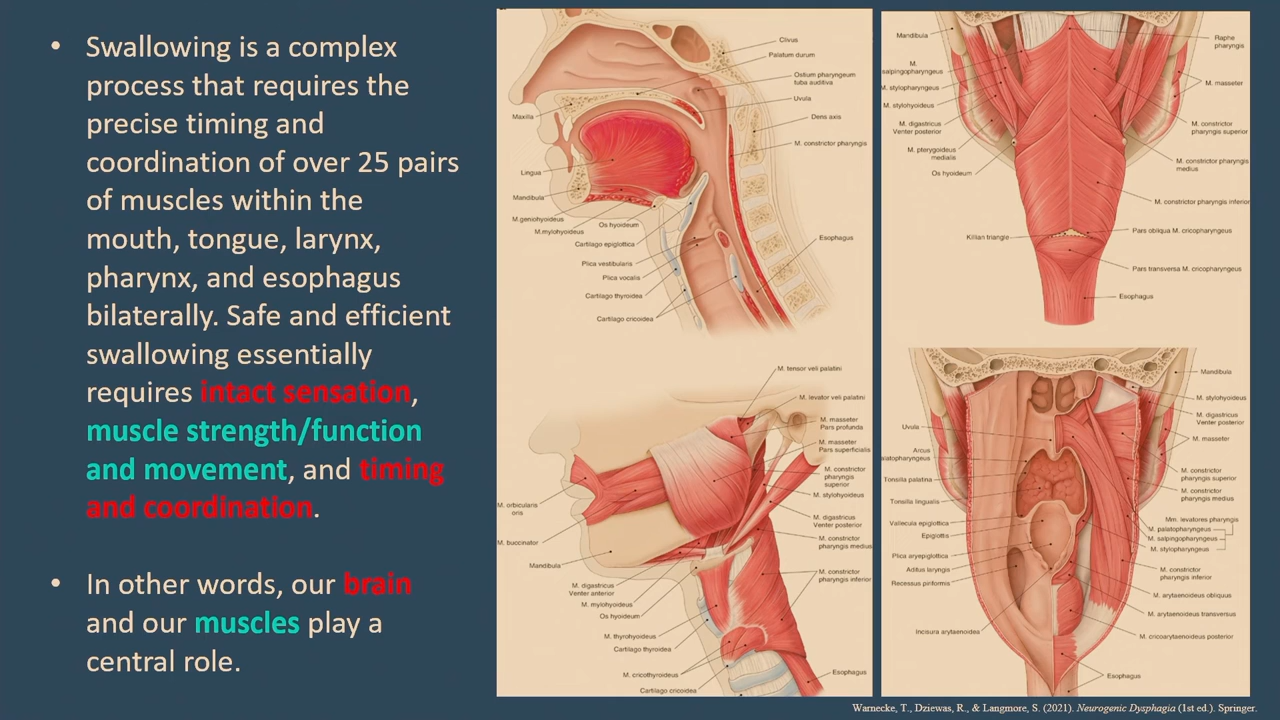 • Swallowing is a complex
process that requires the
precise timing and
coordination of over 25 pairs
of muscles within the
mouth, tongue, larynx,
pharynx, and esophagus
bilaterally. Safe and efficient
swallowing essentially
requires intact sensation,
muscle strength/function
and movement, and timing
and coordination.
• In other words, our brain
and our muscles play a
central role.
Clivus
Palatum durum
Ostium pharyngeum
tuba auditiva
Uvula
Maxilla
Dens axis
M. constrictor pharyngis
Lingua
Mandibula
M.geniohyoideus
M.mylohyoideus
Os hyoideum
Cartilago epiglottica
Plica vestibularis
Plica vocalis
Cartilago thyroidea
Cartilago cricoidea
Esophagus
Mandibula
M.
salpingopharyngeus
M. stylopharyngeus
M. stylohyoideus
M. digastricus
Venter posterior
M. pterygoideus
medialis
Os hyoideum
Killian triangle
Raphe
pharyngis
M. masseter
M. constrictor
pharyngis superior
M. constrictor pharyngis
medius
M. constrictor pharyngis inferior
Pars obliqua M. cricopharyngeus
Pars transversa M. cricopharyngeus
Esophagus
M. tensor veli palatini
M. levator veli palatini
M. masseter
Pars profunda
M. masseter
Pars superficialis
M. constrictor
pharyngis
superior
M. stylohyoideus
M. digastricus
Venter posterior
M. constrictor
pharyngis medius
M. constrictor
pharyngis inferior
M. orbicularis
oris
M. buccinator
Mandibula
M. digastricus
Venter anterior
M. mylohyoideus
Os hyoideum
M. thyrohyoideus
Cartilago thyroidea
M. cricothyroideus
Cartilago cricoidea
Esophagus
Uvula
Arcus
alatopharyngeus
Tonsilla palatina
Tonsilla lingualis
Vallecula epiglottica
Epiglottis
Plica aryepiglottica
Aditus laryngis
Recessus piriformis
Incisura arytaenoidea
Mandibula
M. stylohyoideus
M. digastricus
Venter posterior
M. masseter
M. constrictor
pharyngis superior
M. constrictor
pharyngis medius
Mm. levatores pharyngis
M. palatopharyngeus
M. salpingopharyngeus
M. stylopharyngeus
M. constrictor
pharyngis inferior
M. arytaenoideus obliquus
M. arytaenoideus transversus
M. cricoarytaenoideus posterior
Esophagus
Warnecke, T., Dziewas, R., & Langmore, S. (2021). Neurogenic Dysphagia (1st ed.). Springer.